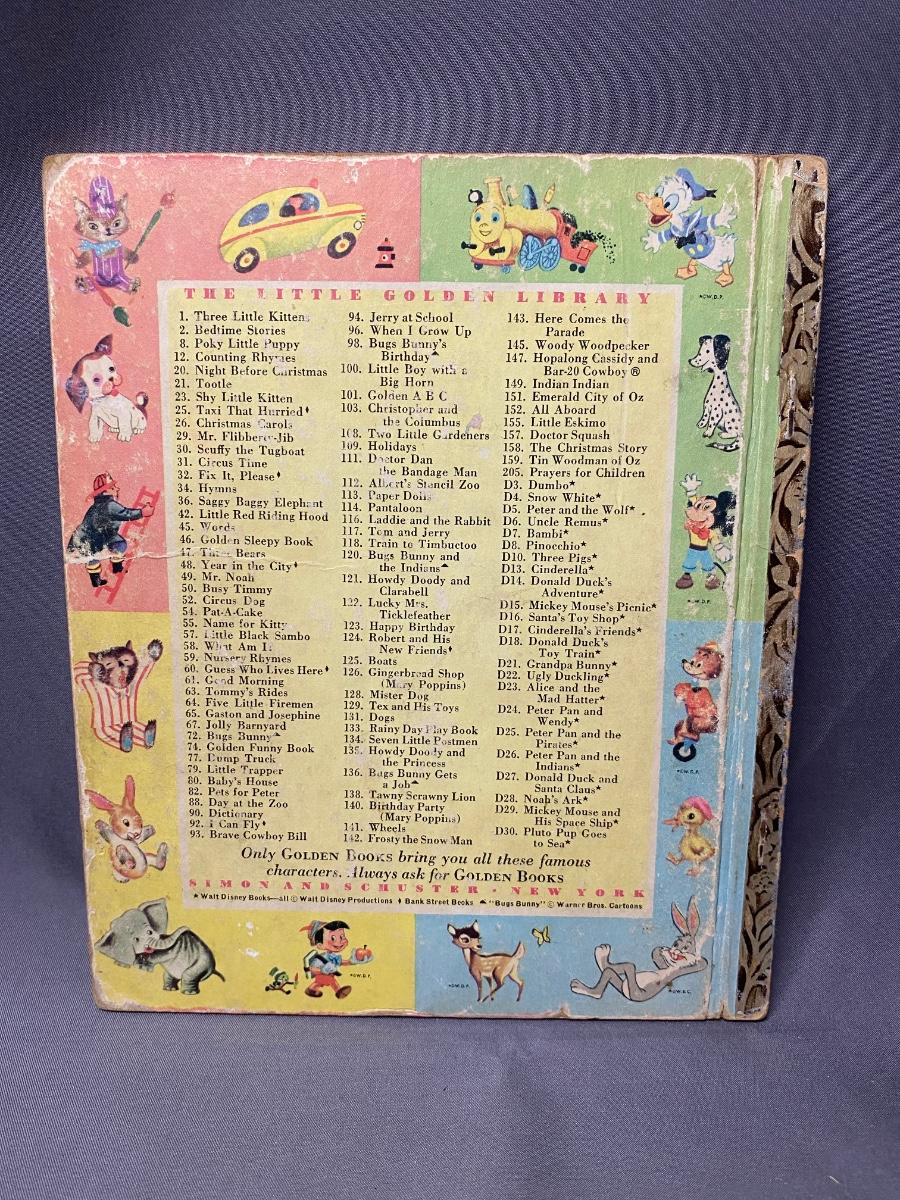 THE LITTLE GOLDEN LIBRARY
1. Three Little Kittens
2. Bedtime Stories
8. Poky Little Puppy
12. Counting Rhymes
20. Night Before Christmas
21. Tootle
23. Shy Little Kitten
25. Taxi That Hurried♦
26. Christmas Carols
29. Mr. Flibberty-Jib
30. Scuffy the Tugboat
31. Circus Time
32. Fix It, Please♦
34. Hymns
36. Saggy Baggy Elephant
42. Little Red Riding Hood
45. Words
46. Golden Sleepy Book
47. Three Bears
48. Year in the City♦
49. Mr. Noah
50. Busy Timmy
52. Circus Dog
54. Pat-A-Cake
55. Name for Kitty
57. Little Black Sambo
58. What Am I?
59. Nursery Rhymes
60. Guess Who Lives Here♦
61. Good Morning
63. Tommy's Rides
64. Five Little Firemen
65. Gaston and Josephine
67. Jolly Barnyard
72. Bugs Bunny▲
74. Golden Funny Book
77. Dump Truck
79. Little Trapper
80. Baby's House
82. Pets for Peter
88. Day at the Zoo
90. Dictionary
92. I Can Fly♦
93. Brave Cowboy Bill
94. Jerry at School
96. When I Grow Up
98. Bugs Bunny's
Birthday▲
100. Little Boy with a
Big Horn
101. Golden A B C
103. Christopher and
the Columbus
108. Two Little Gardeners
109. Holidays
111. Doctor Dan
the Bandage Man
112. Albert's Stencil Zoo
113. Paper Dolls
114. Pantaloon
116. Laddie and the Rabbit
117. Tom and Jerry
118. Train to Timbuctoo
120. Bugs Bunny and
the Indians▲
121. Howdy Doody and
Clarabell
122. Lucky Mrs.
Ticklefeather
123. Happy Birthday
124. Robert and His
New Friends♦
125. Boats
126. Gingerbread Shop
(Mary Poppins)
128. Mister Dog
129. Tex and His Toys
131. Dogs
133. Rainy Day Play Book
134. Seven Little Postmen
135. Howdy Doody and
the Princess
136. Bugs Bunny Gets
a Job▲
138. Tawny Scrawny Lion
140. Birthday Party
(Mary Poppins)
141. Wheels
142. Frosty the Snow Man
143. Here Comes the
Parade
145. Woody Woodpecker
147. Hopalong Cassidy and
Bar-20 Cowboy ®
149. Indian Indian
151. Emerald City of Oz
152. All Aboard
155. Little Eskimo
157. Doctor Squash
158. The Christmas Story
159. Tin Woodman of Oz
205. Prayers for Children
D3. Dumbo★
D4. Snow White★
D5. Peter and the Wolf★
D6. Uncle Remus★
D7. Bambi★
D8. Pinocchio★
D10. Three Pigs★
D13. Cinderella★
D14. Donald Duck's
Adventure★
D15. Mickey Mouse's Picnic★
D16. Santa's Toy Shop★
D17. Cinderella's Friends★
D18. Donald Duck's
Toy Train★
D21. Grandpa Bunny★
D22. Ugly Duckling★
D23. Alice and the
Mad Hatter★
D24. Peter Pan and
Wendy★
D25. Peter Pan and the
Pirates★
D26. Peter Pan and the
Indians★
D27. Donald Duck and
Santa Claus★
D28. Noah's Ark★
D29. Mickey Mouse and
His Space Ship★
D30. Pluto Pup Goes
to Sea★
Only GOLDEN BOOKS bring you all these famous
characters. Always ask for GOLDEN BOOKS
SIMON AND SCHUSTER · NEW YORK
★ Walt Disney Books—all © Walt Disney Productions ♦ Bank Street Books ▲ "Bugs Bunny" © Warner Bros. Cartoons
©W.D.P.
©W.D.P.
©W.D.P.
©W.D.P.
©W.D.P.